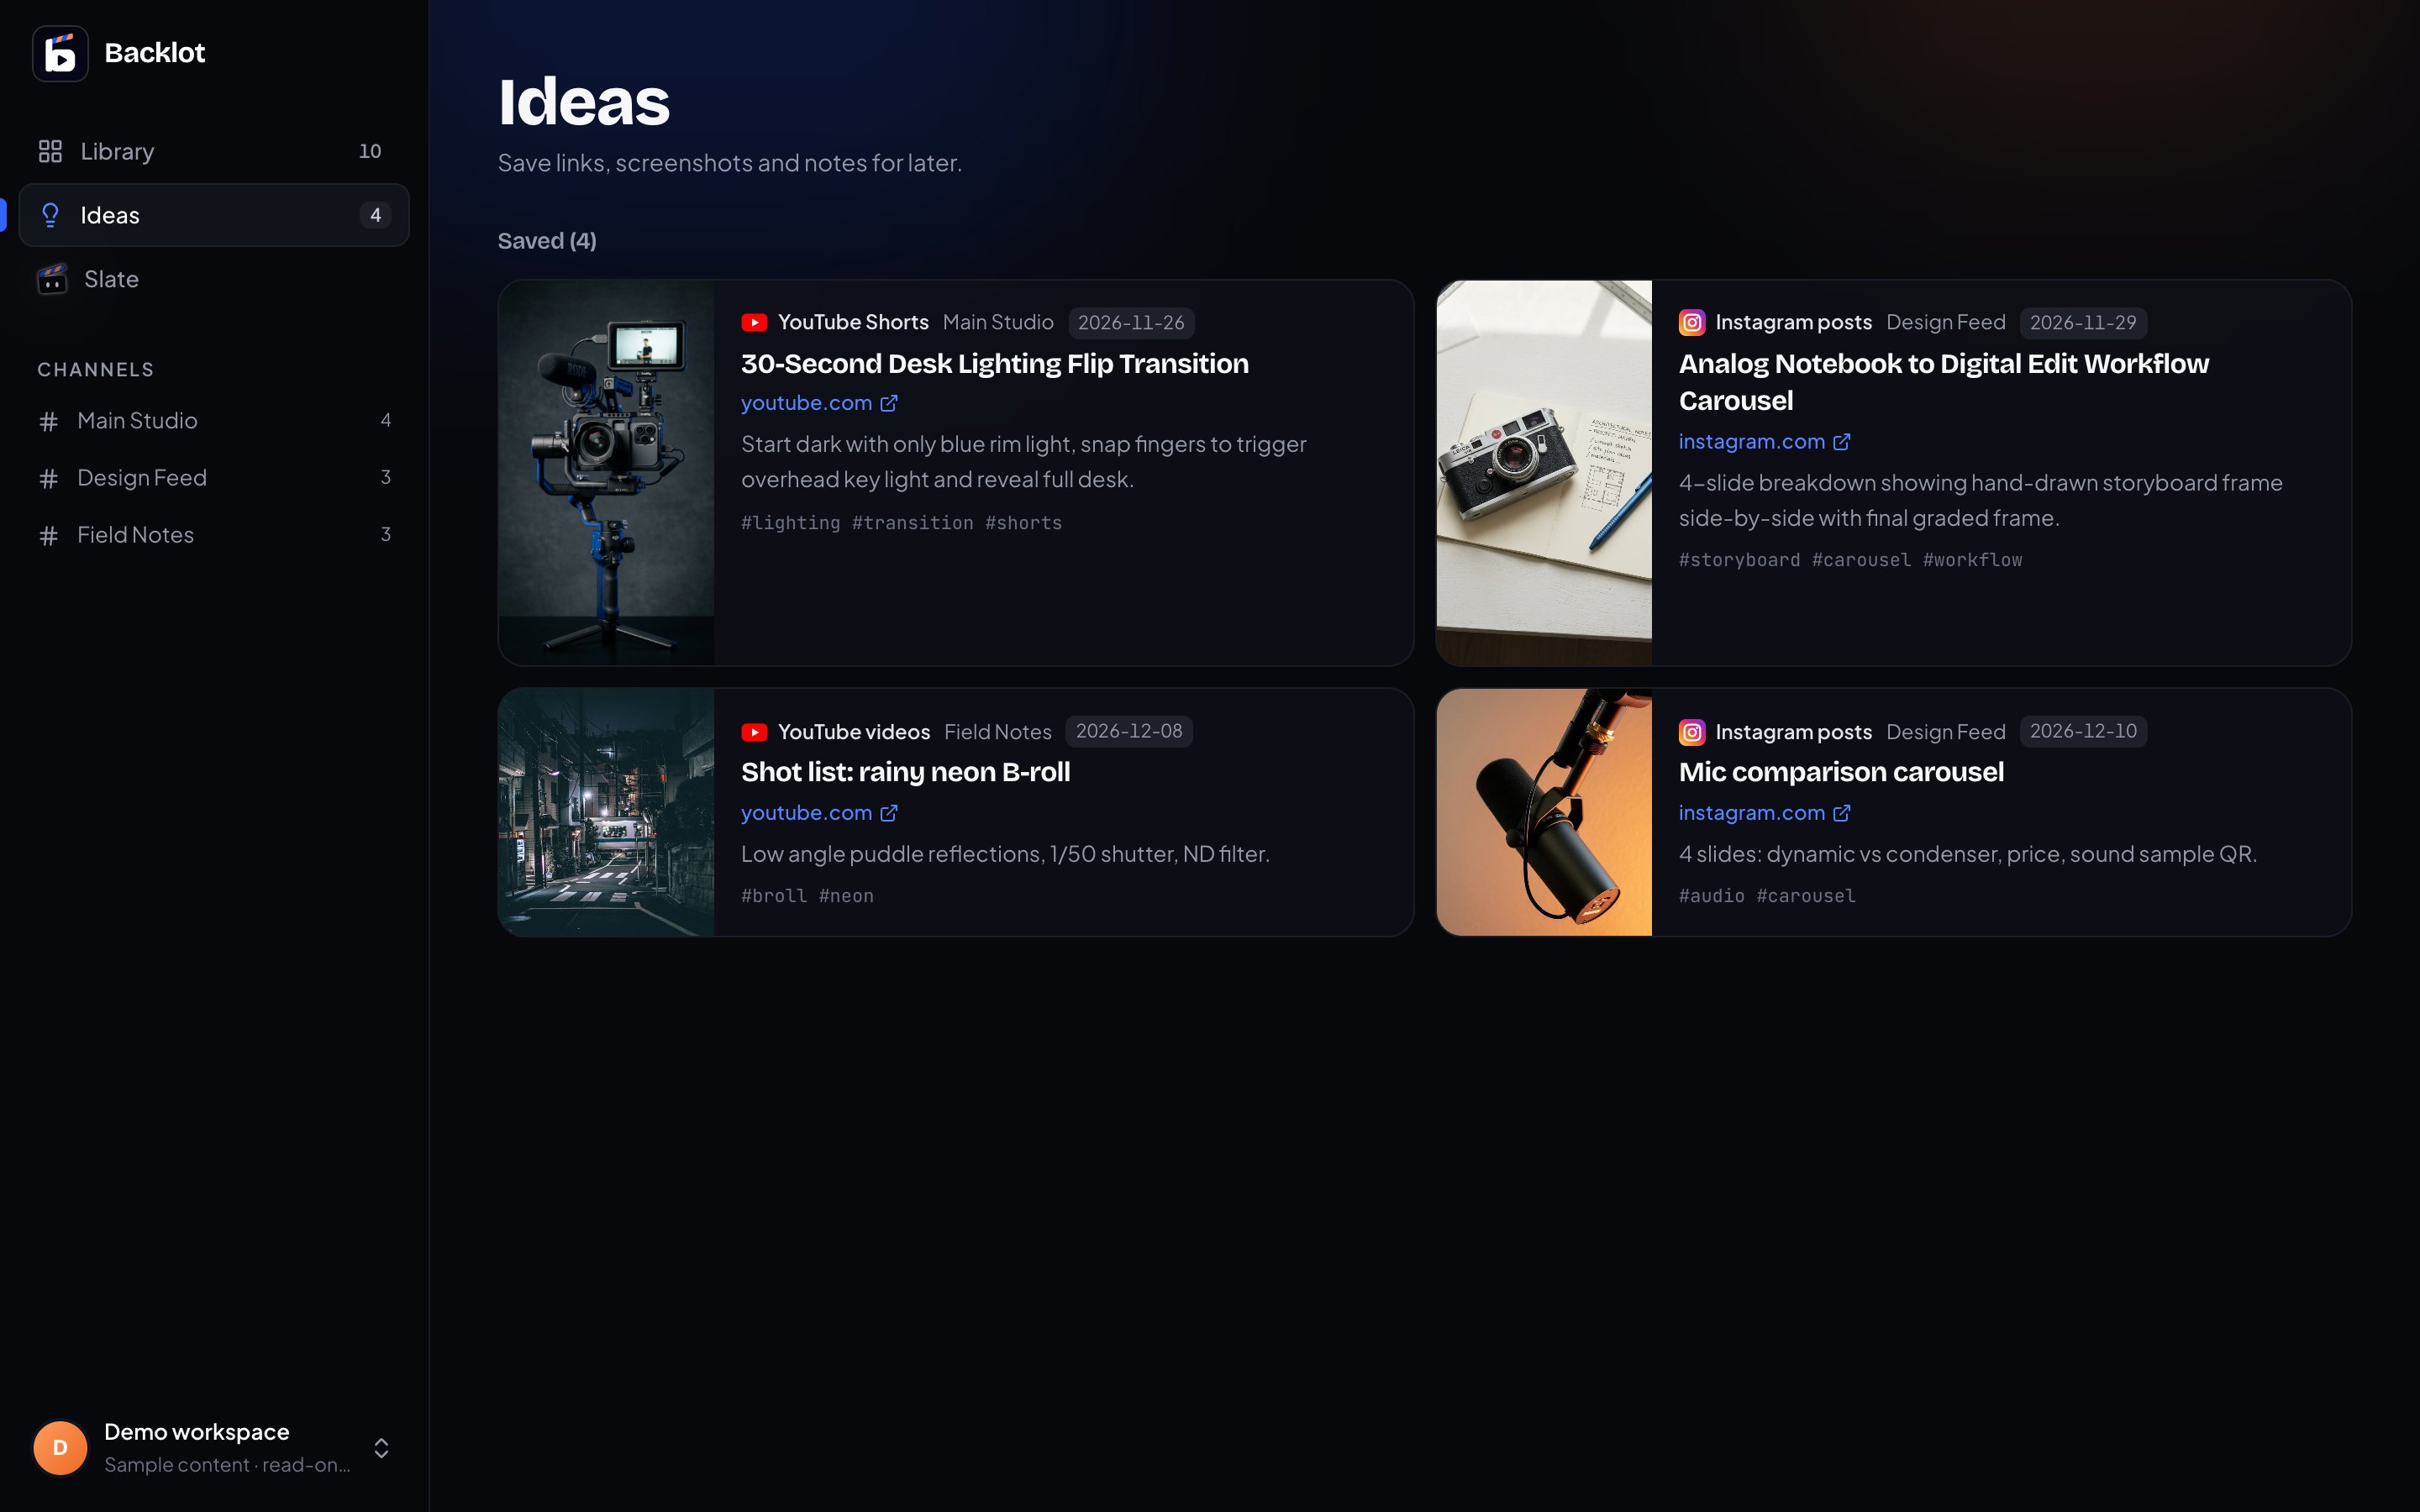 Backlot
Library 10
Ideas 4
Slate
CHANNELS
Main Studio 4
Design Feed 3
Field Notes 3
Demo workspace
Sample content · read-on...
D
Ideas
Save links, screenshots and notes for later.
Saved (4)
RODE
YouTube Shorts Main Studio 2026-11-26
30-Second Desk Lighting Flip Transition
youtube.com
Start dark with only blue rim light, snap fingers to trigger
overhead key light and reveal full desk.
#lighting #transition #shorts
Instagram posts Design Feed 2026-11-29
Analog Notebook to Digital Edit Workflow
Carousel
instagram.com
4-slide breakdown showing hand-drawn storyboard frame
side-by-side with final graded frame.
#storyboard #carousel #workflow
YouTube videos Field Notes 2026-12-08
Shot list: rainy neon B-roll
youtube.com
Low angle puddle reflections, 1/50 shutter, ND filter.
#broll #neon
Instagram posts Design Feed 2026-12-10
Mic comparison carousel
instagram.com
4 slides: dynamic vs condenser, price, sound sample QR.
#audio #carousel